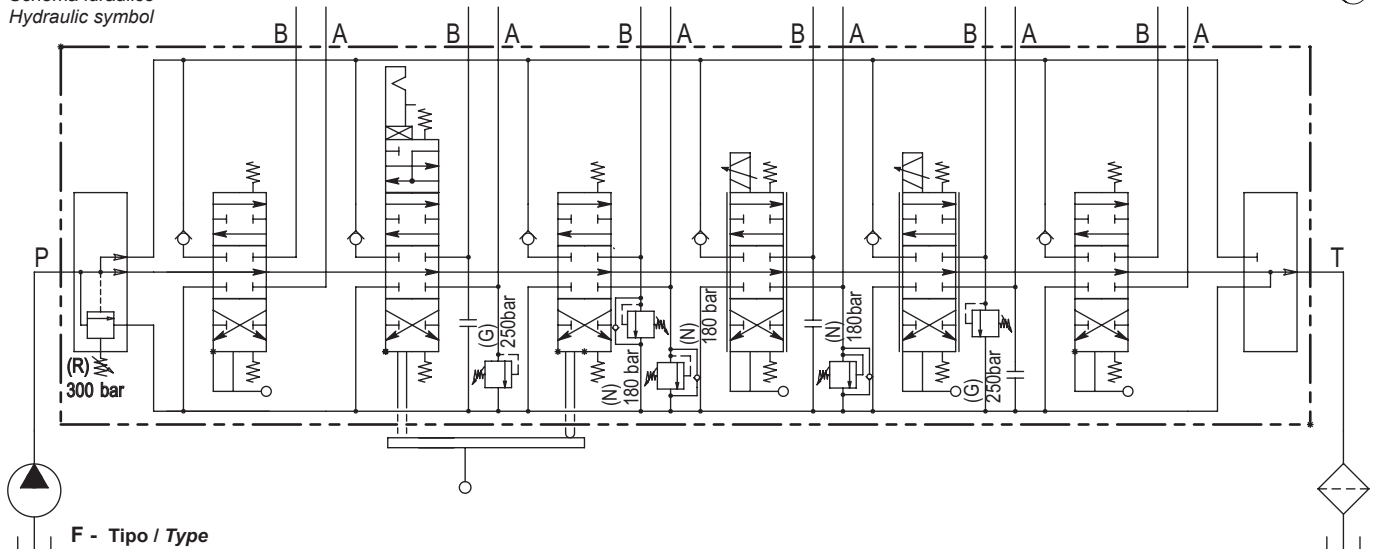 Hydraulic symbol
B A B A B A B A B A B A
P
T
(R)
300 bar
(G)
250bar
(N)
180 bar
(N)
180 bar
(N)
180bar
(G)
250bar
F - Tipo / Type